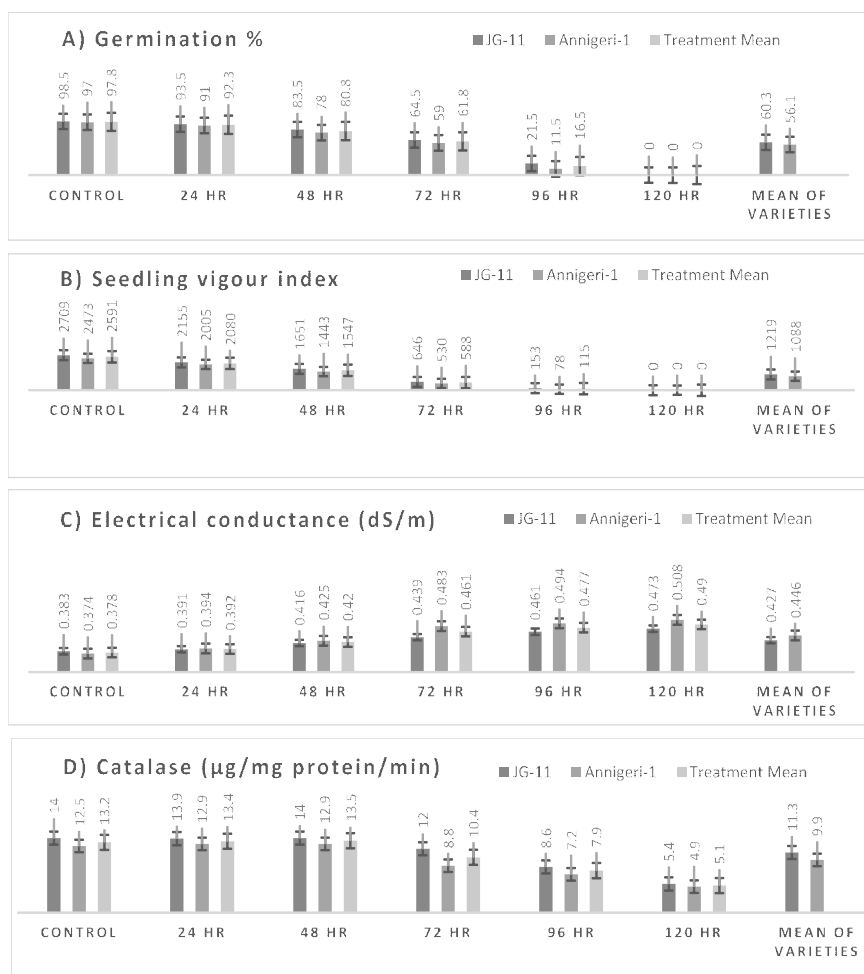 A) Germination %
JG-11 Annigeri-1 Treatment Mean
98.5 97 97.8 93.5 91 92.3 83.5 78 80.8 64.5 59 61.8 21.5 11.5 16.5 0 0 0 60.3 56.1
CONTROL 24 HR 48 HR 72 HR 96 HR 120 HR MEAN OF
VARIETIES
B) Seedling vigour index
JG-11 Annigeri-1 Treatment Mean
2709 2473 2591 2155 2005 2080 1651 1443 1547 646 530 588 153 78 115 0 0 0 1219 1088
CONTROL 24 HR 48 HR 72 HR 96 HR 120 HR MEAN OF
VARIETIES
C) Electrical conductance (dS/m)
JG-11 Annigeri-1 Treatment Mean
0.383 0.374 0.378 0.391 0.394 0.392 0.416 0.425 0.42 0.439 0.483 0.461 0.461 0.494 0.477 0.473 0.508 0.49 0.427 0.446
CONTROL 24 HR 48 HR 72 HR 96 HR 120 HR MEAN OF
VARIETIES
D) Catalase (µg/mg protein/min)
JG-11 Annigeri-1 Treatment Mean
14 12.5 13.2 13.9 12.9 13.4 14 12.9 13.5 12 8.8 10.4 8.6 7.2 7.9 5.4 4.9 5.1 11.3 9.9
CONTROL 24 HR 48 HR 72 HR 96 HR 120 HR MEAN OF
VARIETIES